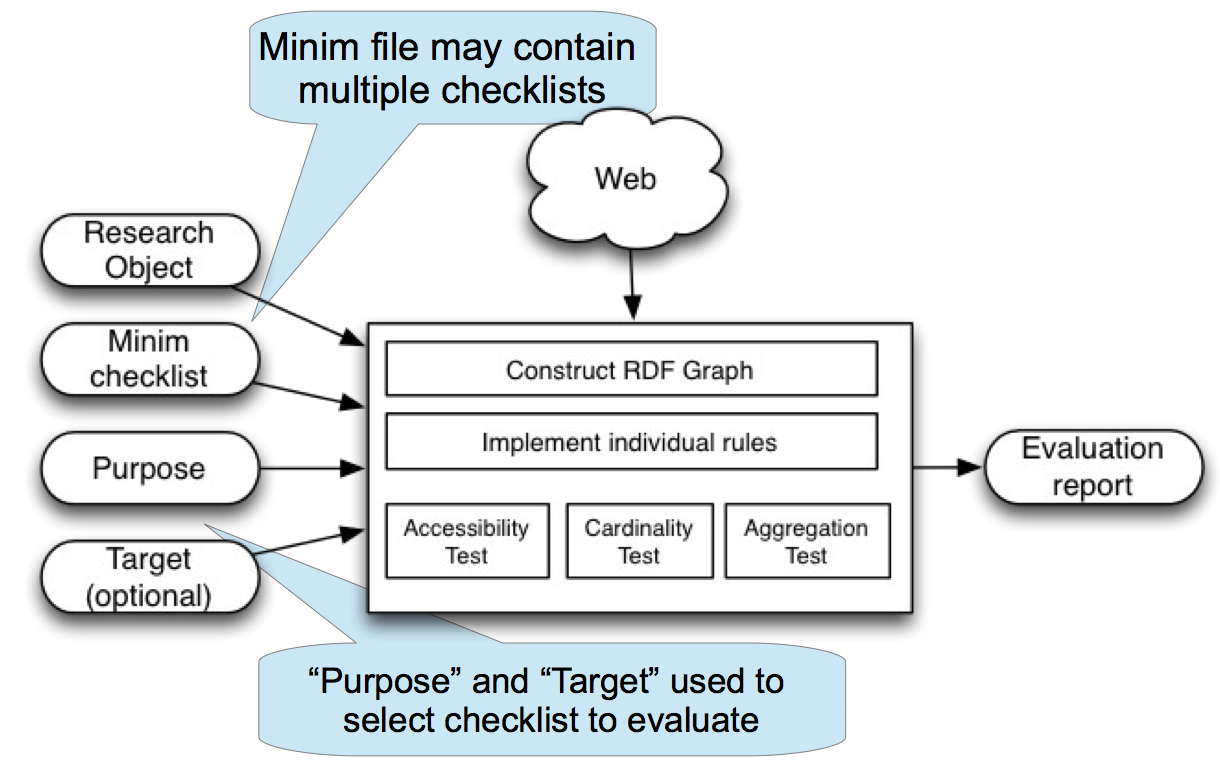 Minim file may contain
multiple checklists
Web
Research
Object
Minim
checklist
Purpose
Target
(optional)
Construct RDF Graph
Implement individual rules
Accessibility
Test
Cardinality
Test
Aggregation
Test
Evaluation
report
“Purpose” and “Target” used to
select checklist to evaluate